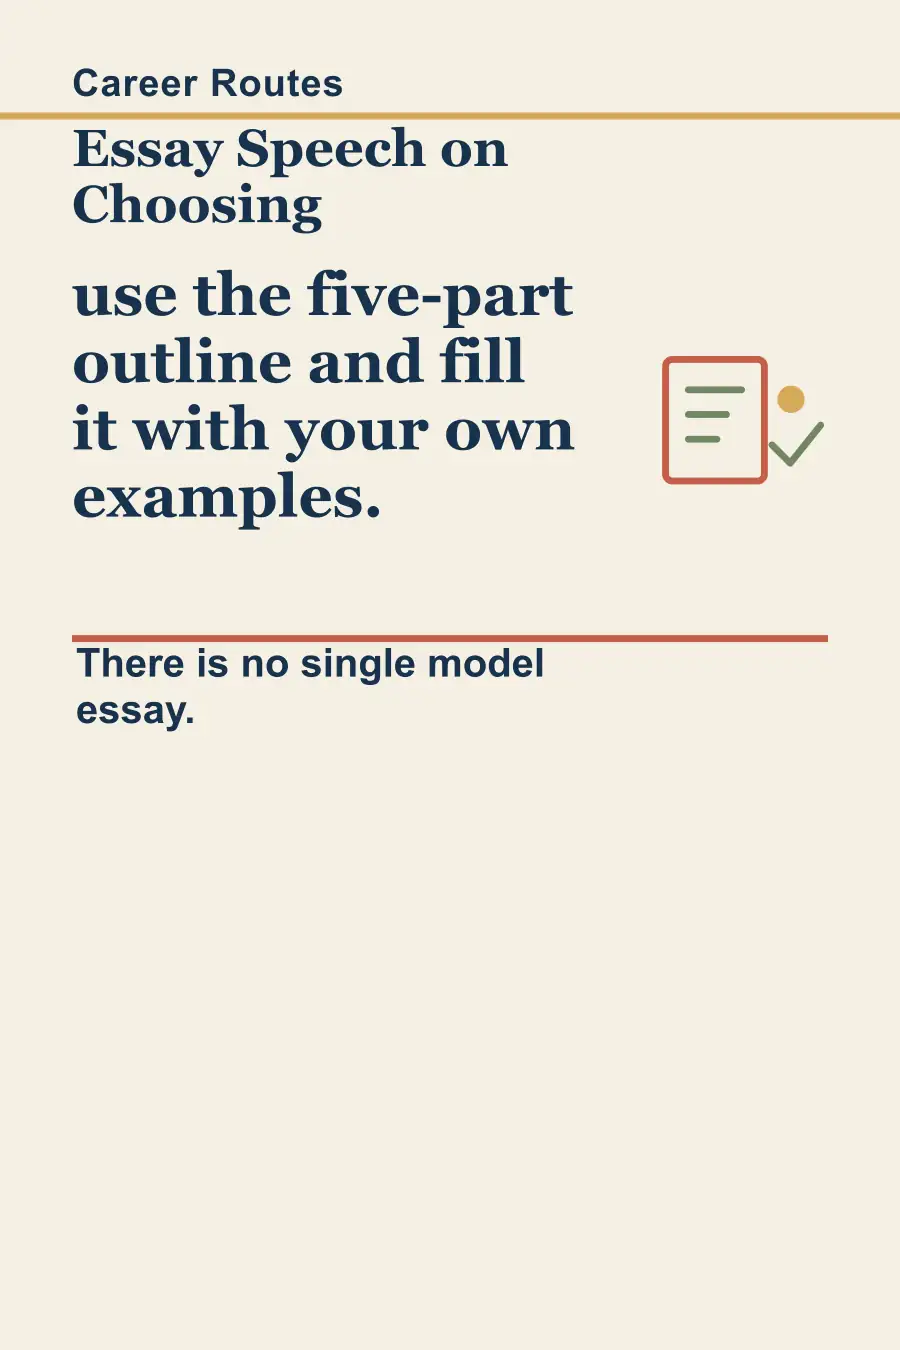 Career Routes
Essay Speech on
Choosing
use the five-part
outline and fill
it with your own
examples.
There is no single model
essay.